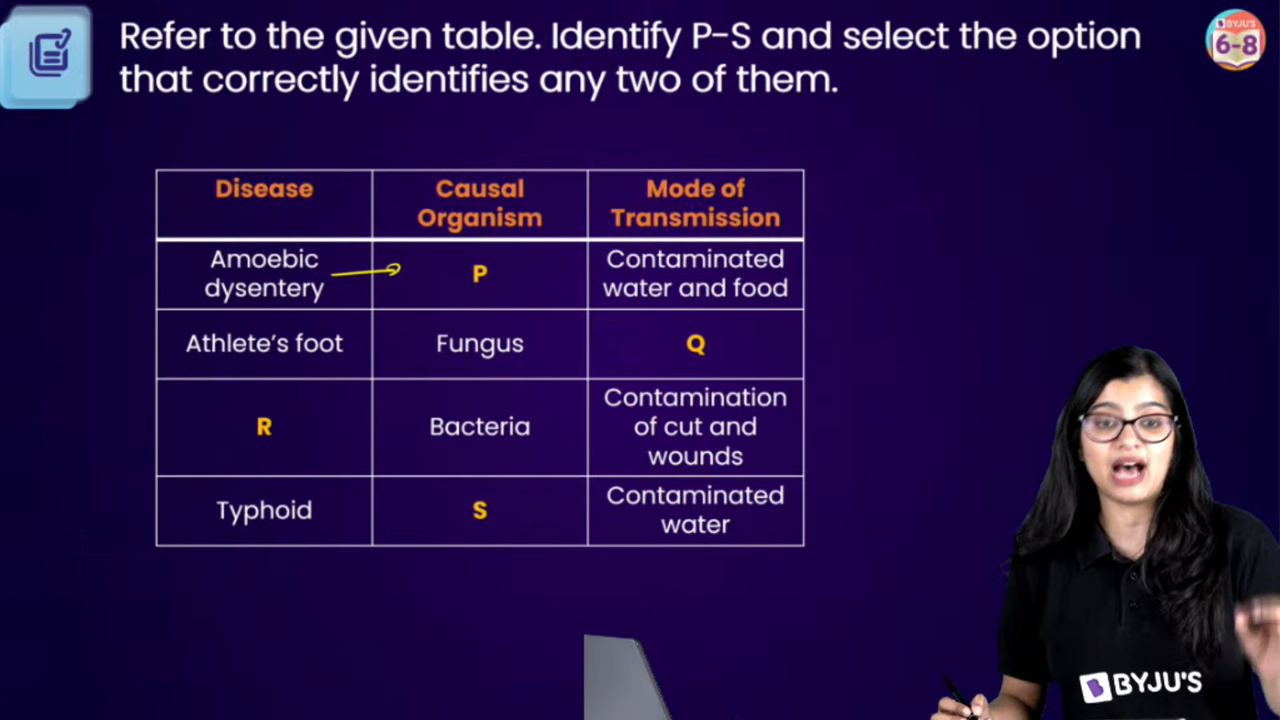 Refer to the given table. Identify P-S and select the option
that correctly identifies any two of them.
BYJU'S
6-8
Disease
Causal
Organism
Mode of
Transmission
Amoebic
dysentery
P
Contaminated
water and food
Athlete's foot
Fungus
Q
R
Bacteria
Contamination
of cut and
wounds
Typhoid
S
Contaminated
water
BYJU'S